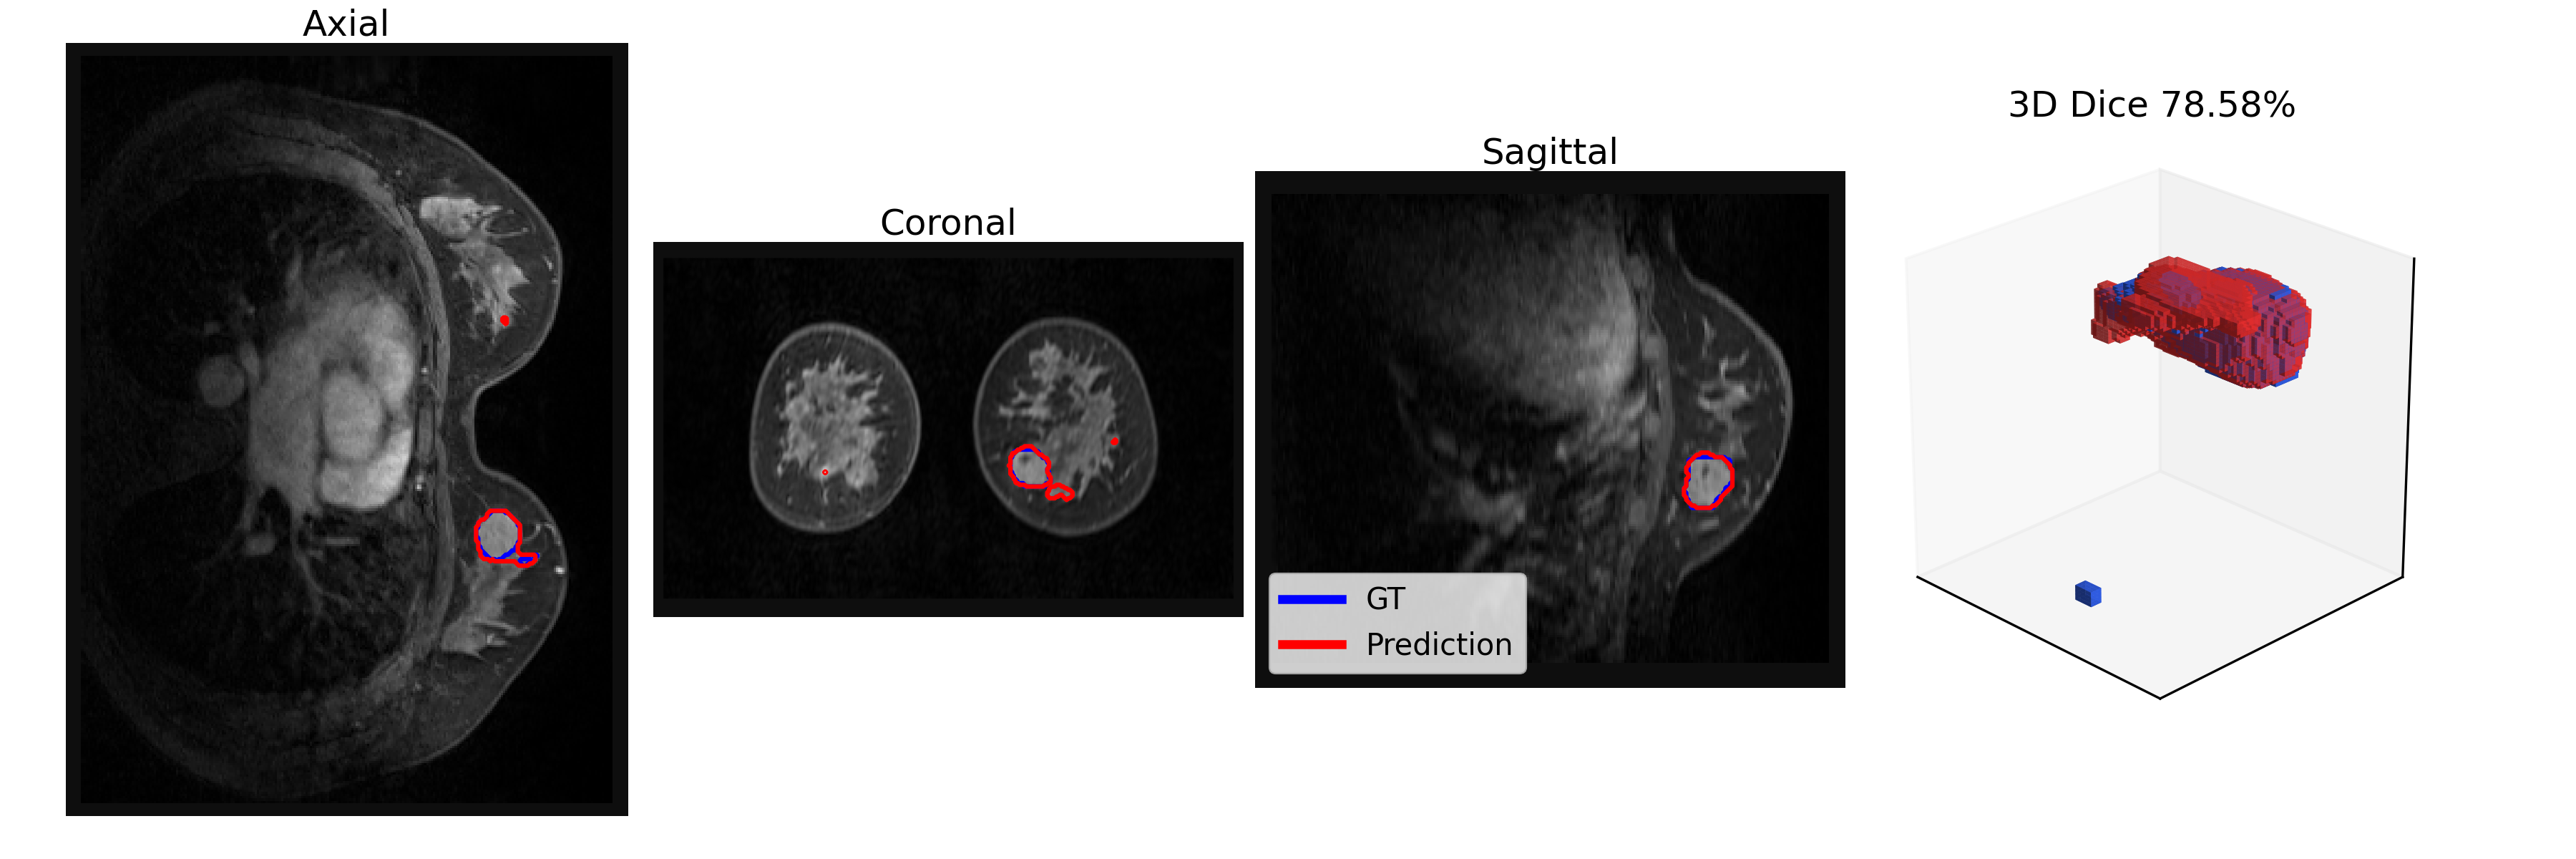 Axial
Coronal
Sagittal
3D Dice 78.58%
GT
Prediction